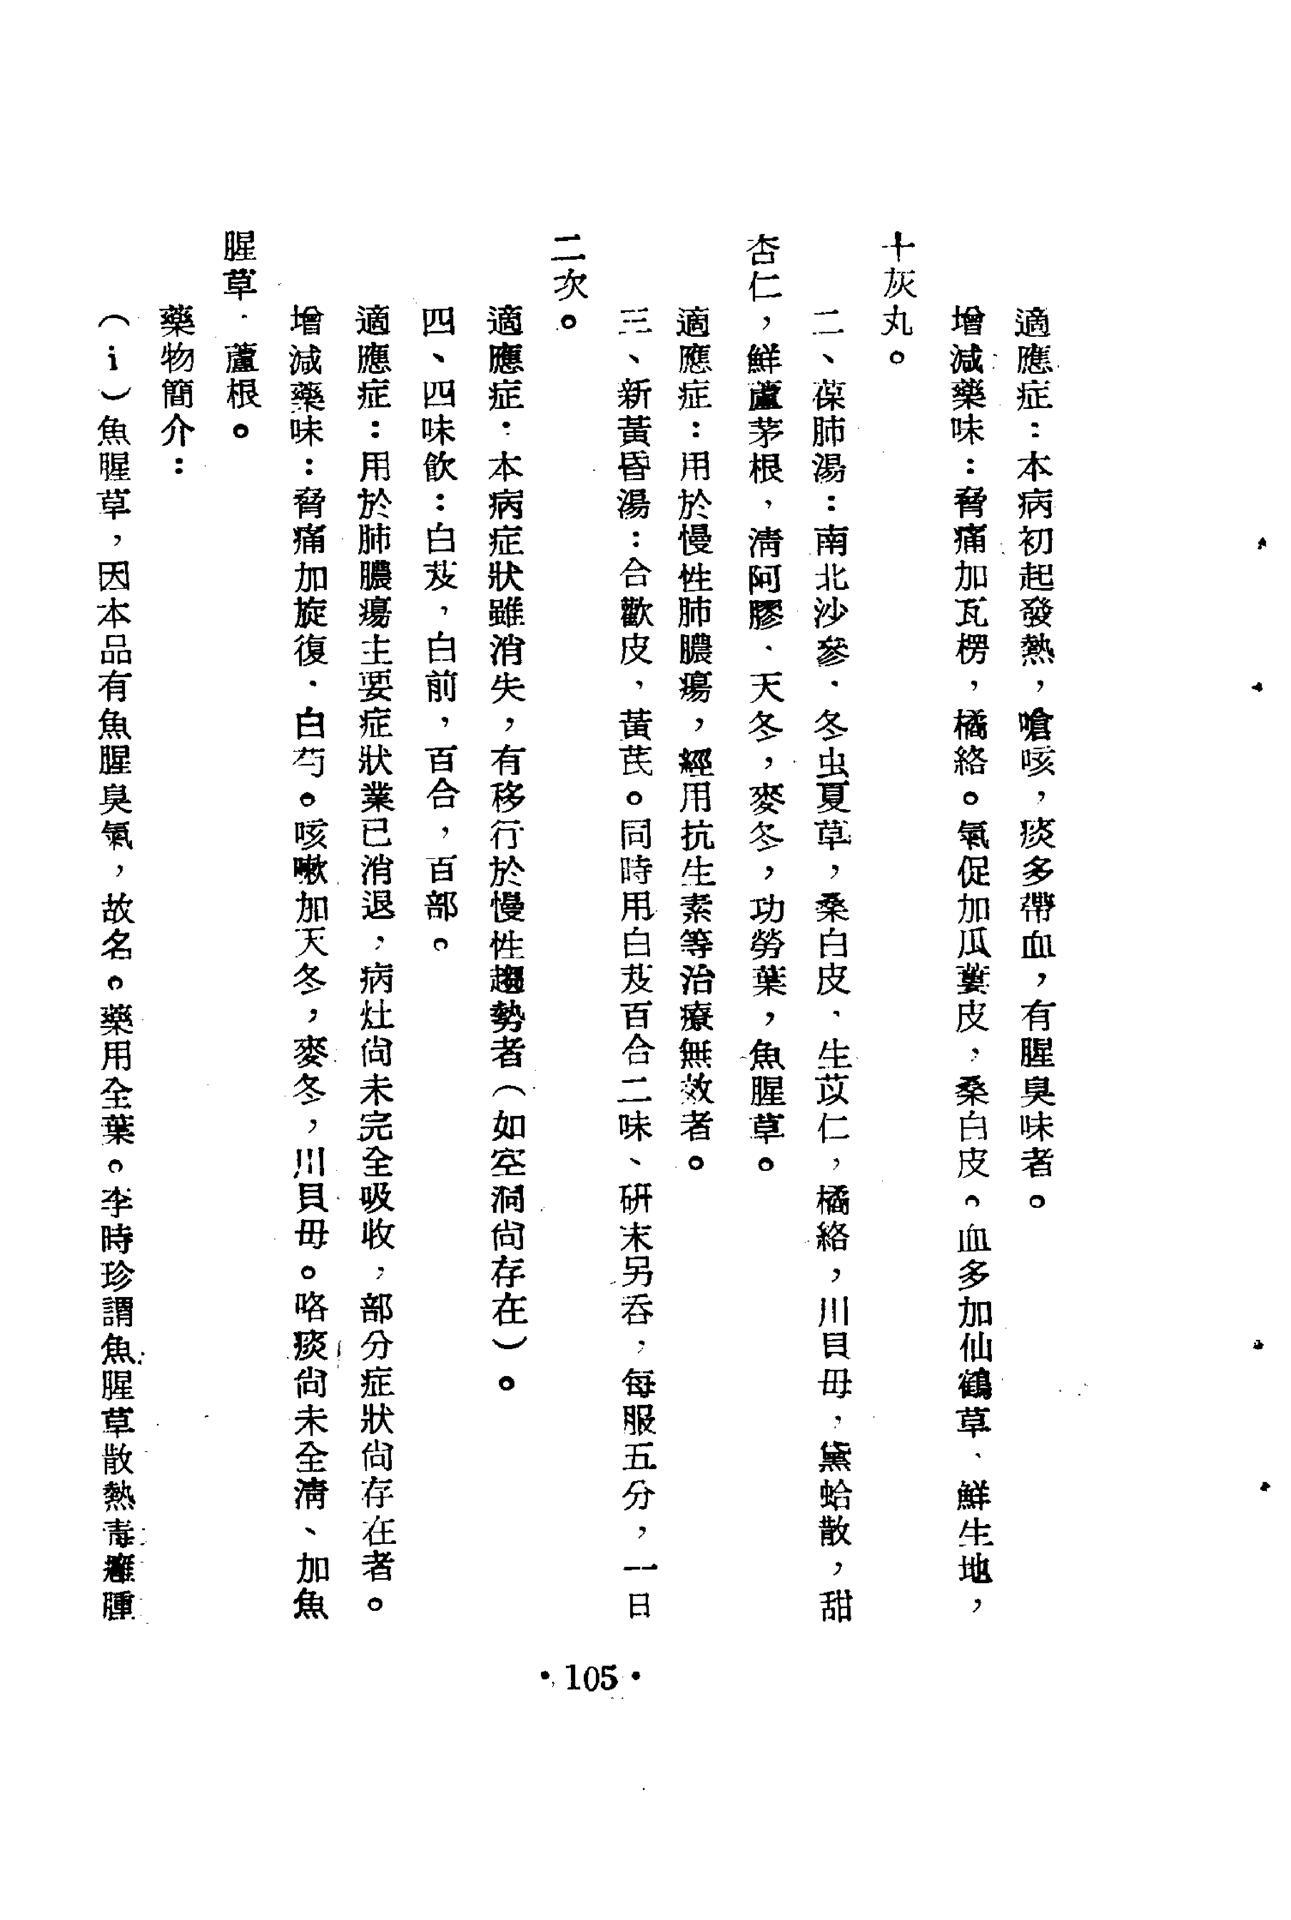 適應症：本病初起發熱，嗆咳，痰多帶血，有腥臭味者。
增減藥味：脅痛加瓦楞，橘絡。氣促加瓜蔞皮，桑白皮。血多加仙鶴草、鮮生地，
十灰丸。
二、葆肺湯：南北沙參，冬虫夏草，桑白皮，生苡仁，橘絡，川貝毋，黛蛤散，甜
杏仁，鮮蘆茅根，淸阿膠，天冬，麥冬，功勞葉，魚腥草。
適應症：用於慢性肺膿瘍，經用抗生素等治療無效者。
三、新黃昏湯：合歡皮，黃芪。同時用白芨百合二味、研末另吞，每服五分，一日
二次。
適應症：本病症狀雖消失，有移行於慢性趨勢者（如空洞尙存在）。
四、四味飮：白芨，白前，百合，百部。
適應症：用於肺膿瘍主要症狀業已消退，病灶尙未完全吸收，部分症狀尙存在者。
增減藥味：脅痛加旋復，白芍。咳嗽加天冬，麥冬，川貝毋。咯痰尙未全淸、加魚
腥草，蘆根。
藥物簡介：
（i）魚腥草，因本品有魚腥臭氣，故名。藥用全葉。李時珍謂魚腥草散熱毒癰腫
•105•